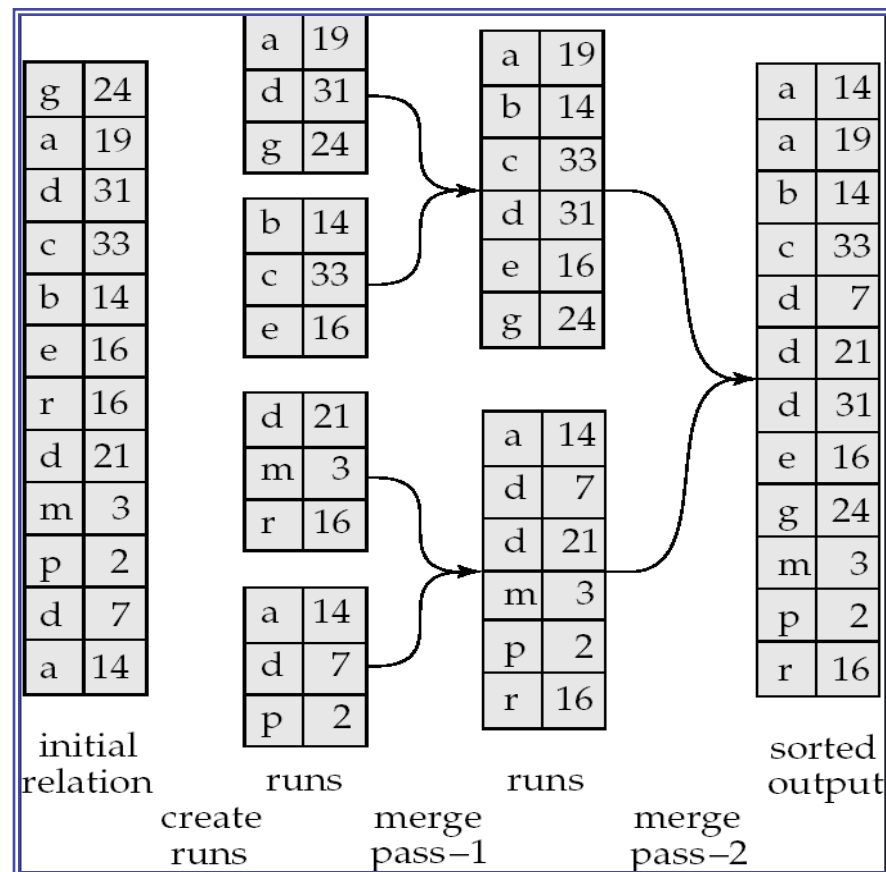 g 24
a 19
d 31
c 33
b 14
e 16
r 16
d 21
m 3
p 2
d 7
a 14
initial
relation
create
runs
a 19
d 31
g 24
b 14
c 33
e 16
d 21
m 3
r 16
a 14
d 7
p 2
runs
merge
pass–1
a 19
b 14
c 33
d 31
e 16
g 24
a 14
d 7
d 21
m 3
p 2
r 16
runs
merge
pass–2
a 14
a 19
b 14
c 33
d 7
d 21
d 31
e 16
g 24
m 3
p 2
r 16
sorted
output